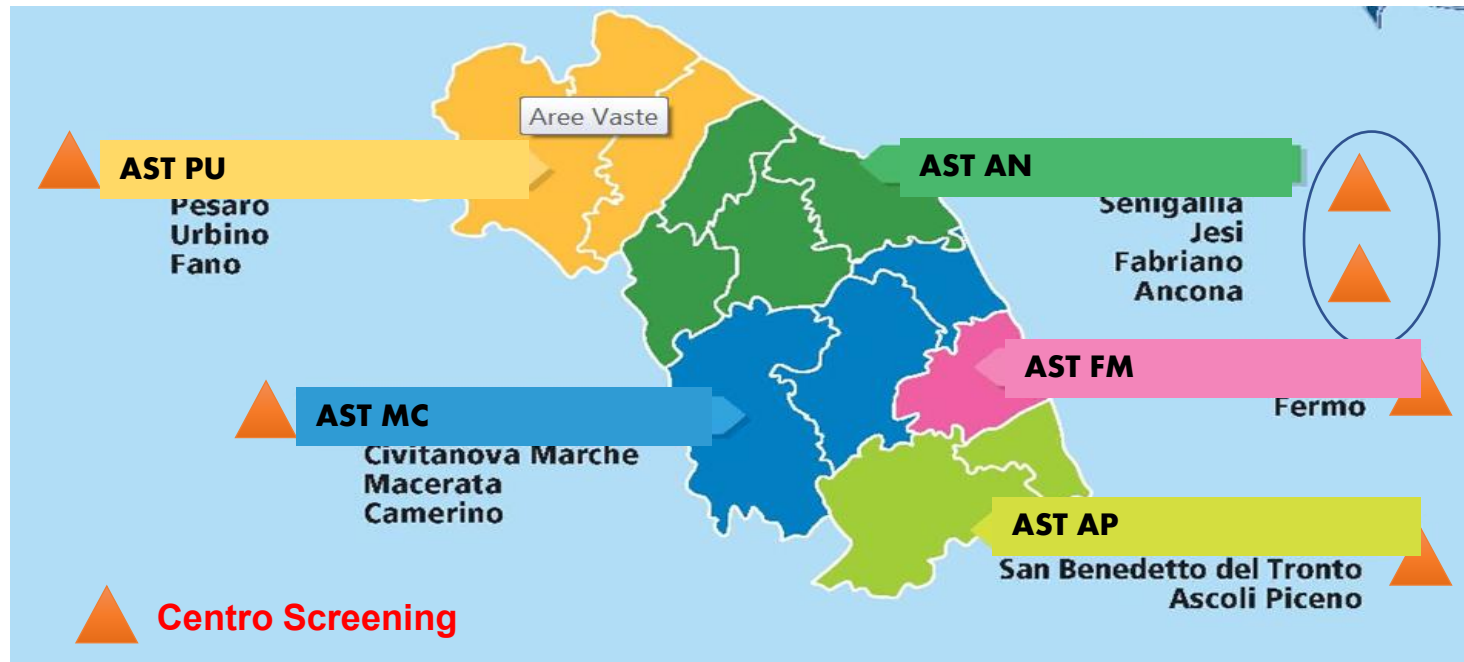 Aree Vaste
AST PU
Pesaro
Urbino
Fano
AST AN
Senigallia
Jesi
Fabriano
Ancona
AST FM
Fermo
AST MC
Civitanova Marche
Macerata
Camerino
AST AP
San Benedetto del Tronto
Ascoli Piceno
Centro Screening